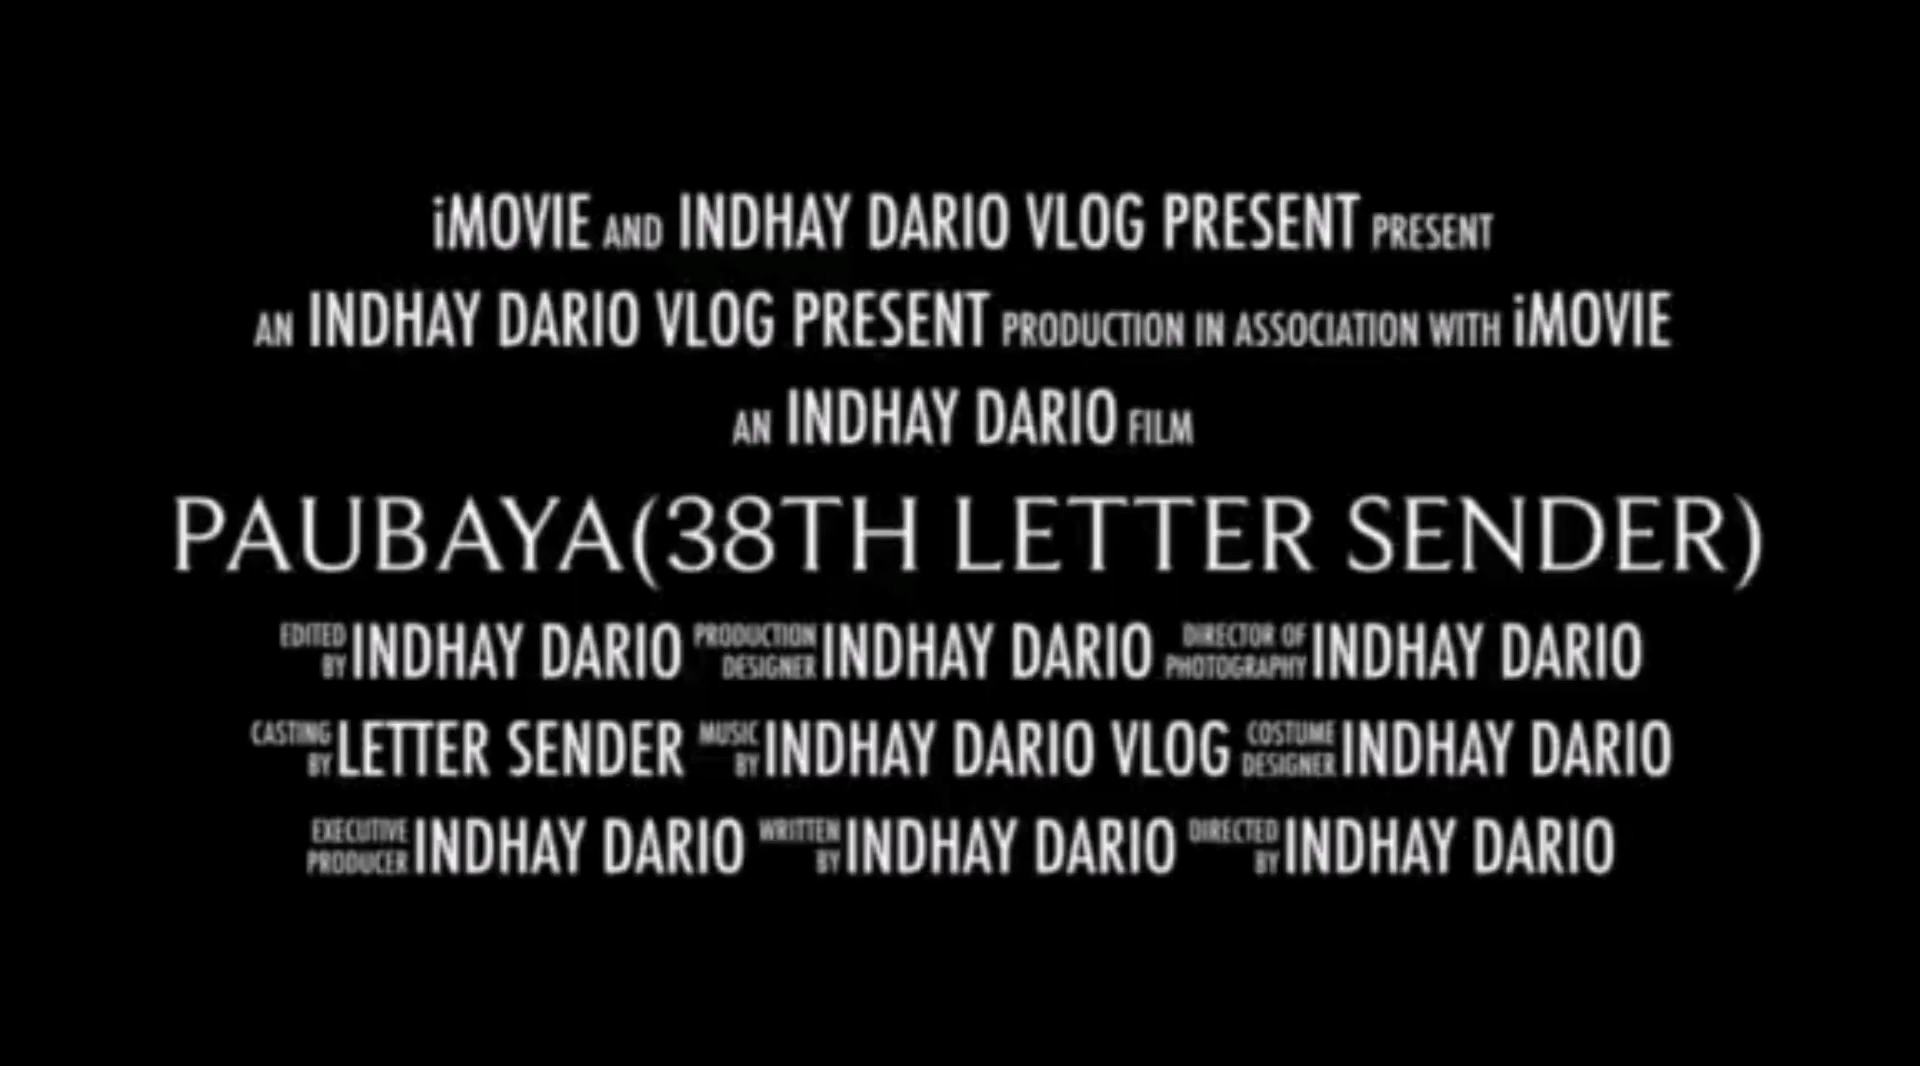 iMOVIE AND INDHAY DARIO VLOG PRESENT PRESENT
AN INDHAY DARIO VLOG PRESENT PRODUCTION IN ASSOCIATION WITH iMOVIE
AN INDHAY DARIO FILM
PAUBAYA(38TH LETTER SENDER)
EDITED BY INDHAY DARIO PRODUCTION DESIGNER INDHAY DARIO DIRECTOR OF PHOTOGRAPHY INDHAY DARIO
CASTING BY LETTER SENDER MUSIC BY INDHAY DARIO VLOG COSTUME DESIGNER INDHAY DARIO
EXECUTIVE PRODUCER INDHAY DARIO WRITTEN BY INDHAY DARIO DIRECTED BY INDHAY DARIO